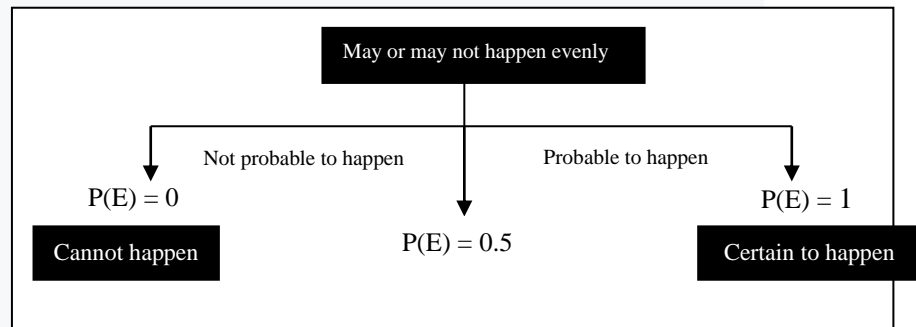 May or may not happen evenly
Not probable to happen
Probable to happen
P(E) = 0
P(E) = 1
P(E) = 0.5
Cannot happen
Certain to happen